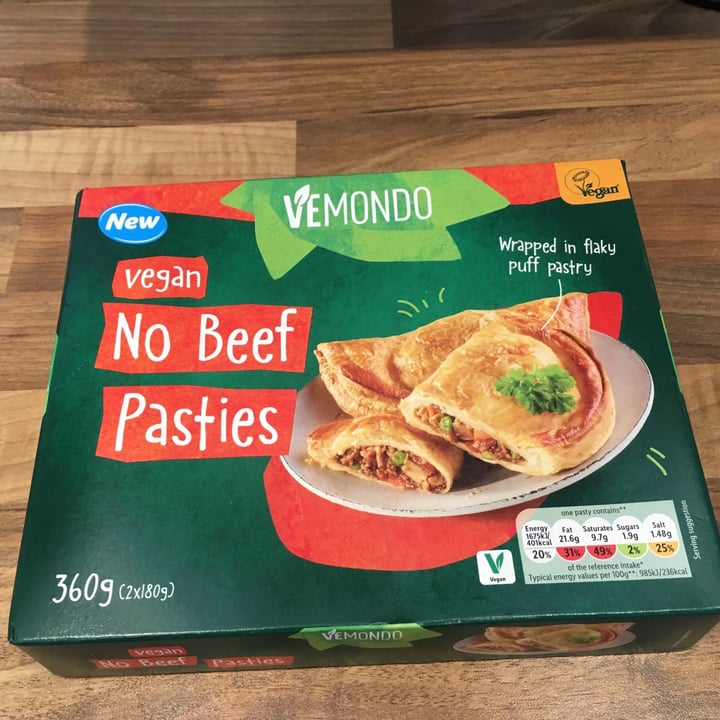 New
VEMONDO
Vegan
vegan
No Beef
Pasties
Wrapped in flaky
puff pastry
one pasty contains**
Energy Fat Saturates Sugars Salt
1675kJ/ 21.6g 9.7g 1.9g 1.48g
401kcal
20% 31% 49% 2% 25%
of the reference intake*
Typical energy values per 100g**: 985kJ/236kcal
Serving suggestion
V
Vegan
360g (2x180g)
VEMONDO
vegan
No Beef Pasties